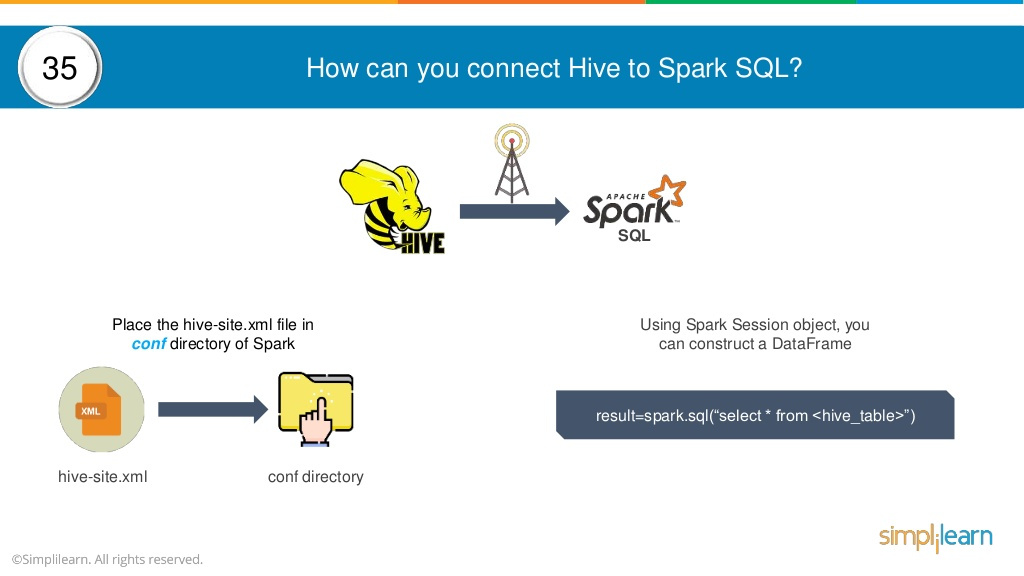 35
How can you connect Hive to Spark SQL?
HIVE
APACHE
Spark™
SQL
Place the hive-site.xml file in
conf directory of Spark
XML
hive-site.xml
conf directory
Using Spark Session object, you
can construct a DataFrame
result=spark.sql(“select * from <hive_table>”)
simplilearn
©Simplilearn. All rights reserved.